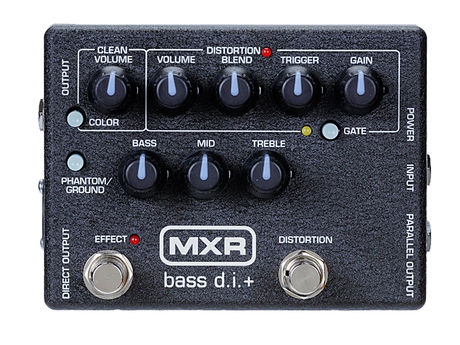 CLEAN
VOLUME
VOLUME
DISTORTION
BLEND
TRIGGER
GAIN
OUTPUT
COLOR
GATE
POWER
BASS
MID
TREBLE
PHANTOM/
GROUND
INPUT
DIRECT OUTPUT
EFFECT
MXR
DISTORTION
bass d.i.+
PARALLEL OUTPUT